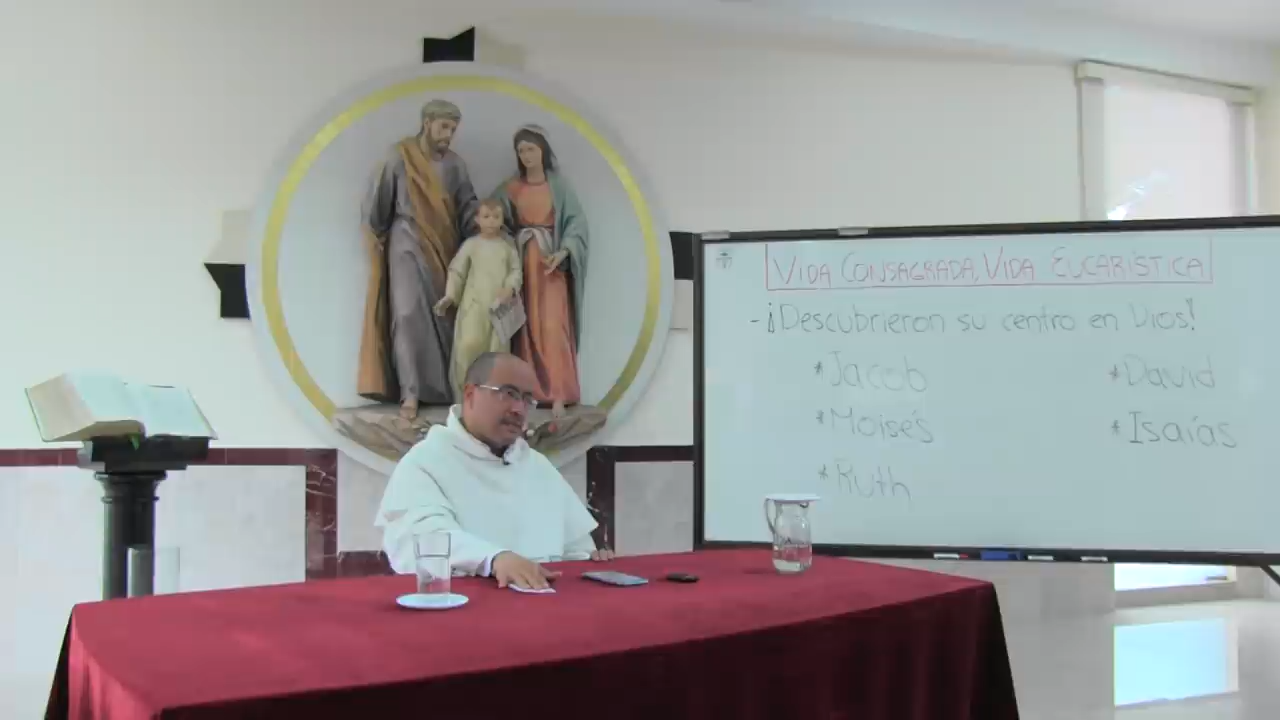 VIDA CONSAGRADA, VIDA EUCARÍSTICA
-¡Descubrieron su centro en Dios!
*Jacob *David
*Moisés *Isaías
*Ruth